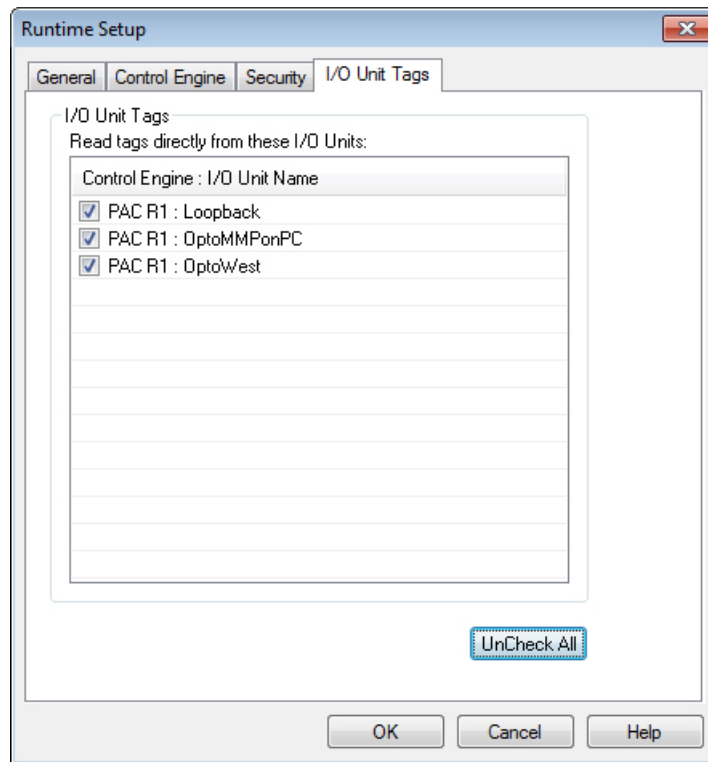 Runtime Setup
General Control Engine Security I/O Unit Tags
I/O Unit Tags
Read tags directly from these I/O Units:
Control Engine : I/O Unit Name
PAC R1 : Loopback
PAC R1 : OptoMMPonPC
PAC R1 : OptoWest
UnCheck All
OK Cancel Help